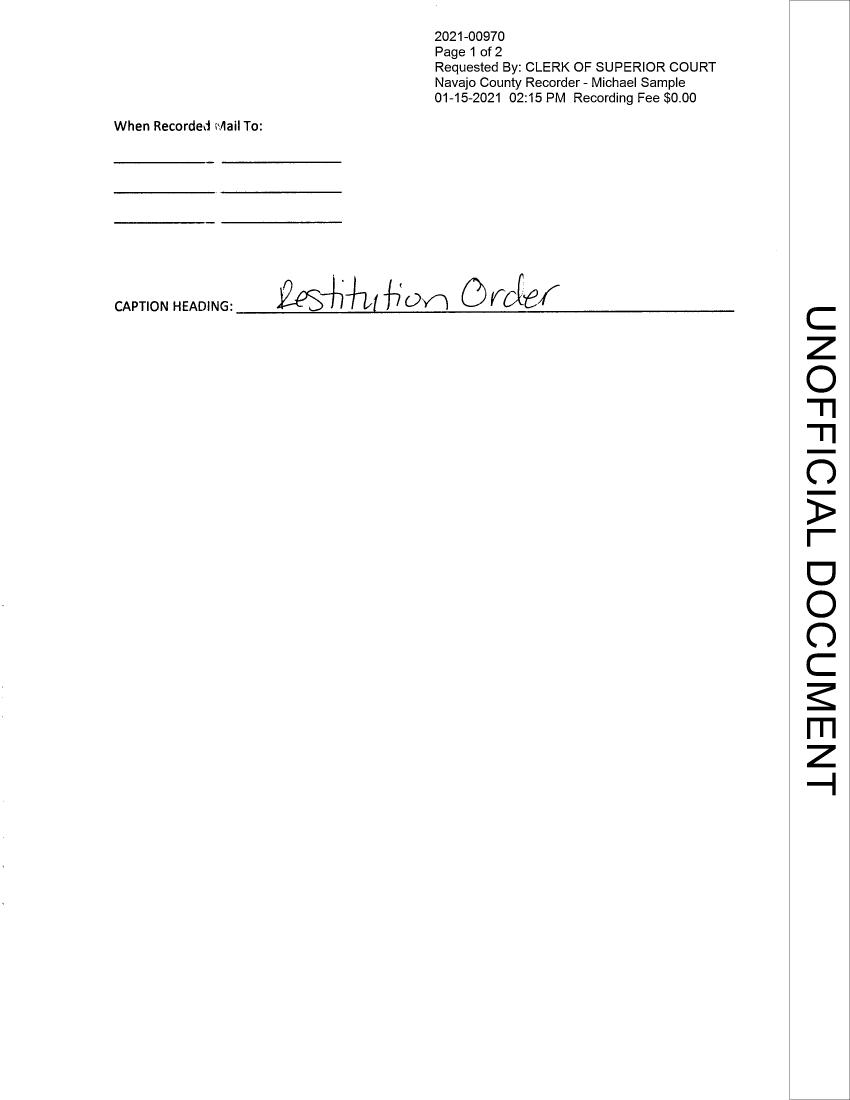 2021-00970
Page 1 of 2
Requested By: CLERK OF SUPERIOR COURT
Navajo County Recorder - Michael Sample
01-15-2021 02:15 PM Recording Fee $0.00
When Recorded Mail To:
CAPTION HEADING: Restitution Order
UNOFFICIAL DOCUMENT